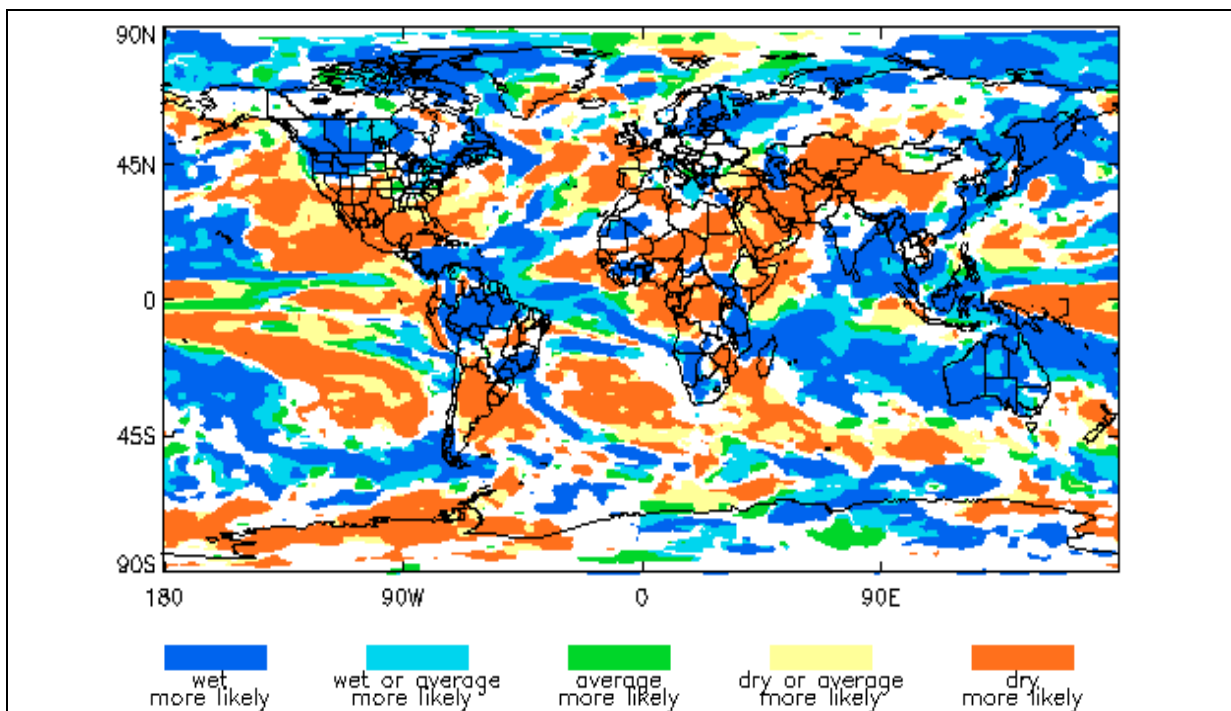 90N
45N
0
45S
90S
180 90W 0 90E
wet wet or average average dry or average dry
more likely more likely more likely more likely more likely